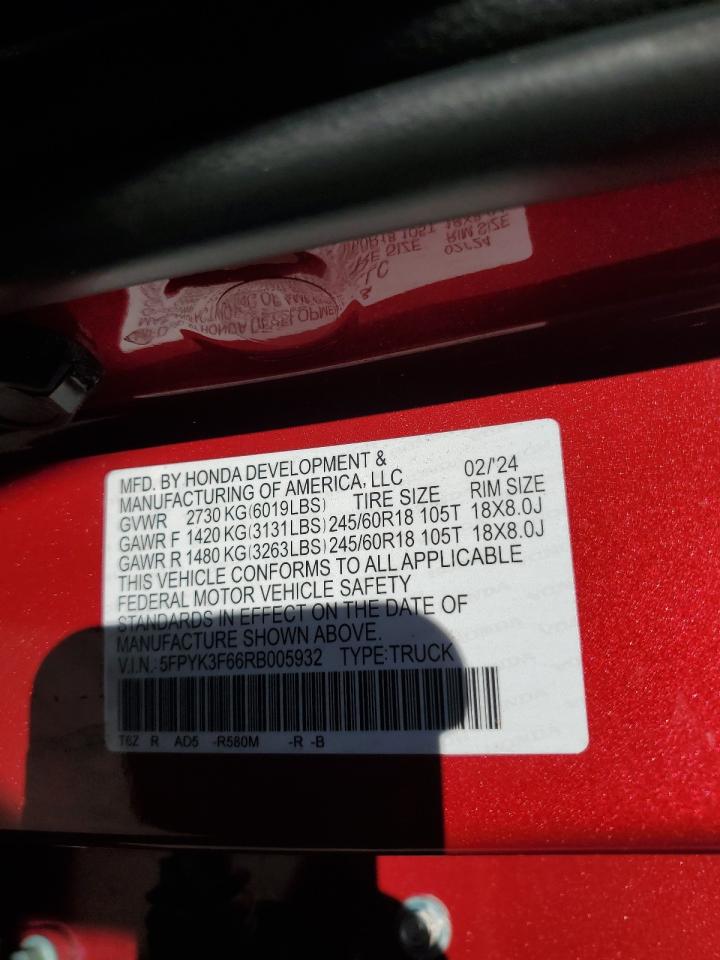 MFD. BY HONDA DEVELOPMENT & 02/'24
MANUFACTURING OF AMERICA, LLC
GVWR 2730 KG(6019LBS) TIRE SIZE RIM SIZE
GAWR F 1420 KG(3131LBS) 245/60R18 105T 18X8.0J
GAWR R 1480 KG(3263LBS) 245/60R18 105T 18X8.0J
THIS VEHICLE CONFORMS TO ALL APPLICABLE
FEDERAL MOTOR VEHICLE SAFETY
STANDARDS IN EFFECT ON THE DATE OF
MANUFACTURE SHOWN ABOVE.
V.I.N.: 5FPYK3F66RB005932 TYPE:TRUCK
T6Z R AD5 -R580M -R -B